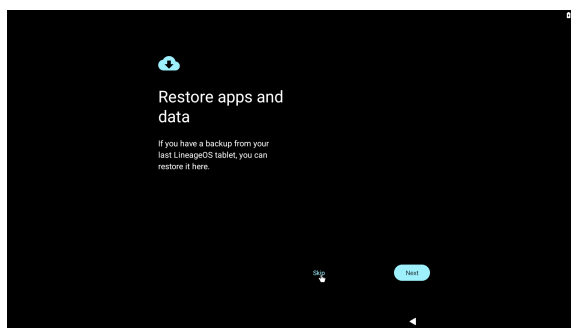 Restore apps and
data
If you have a backup from your
last LineageOS tablet, you can
restore it here.
Skip
Next